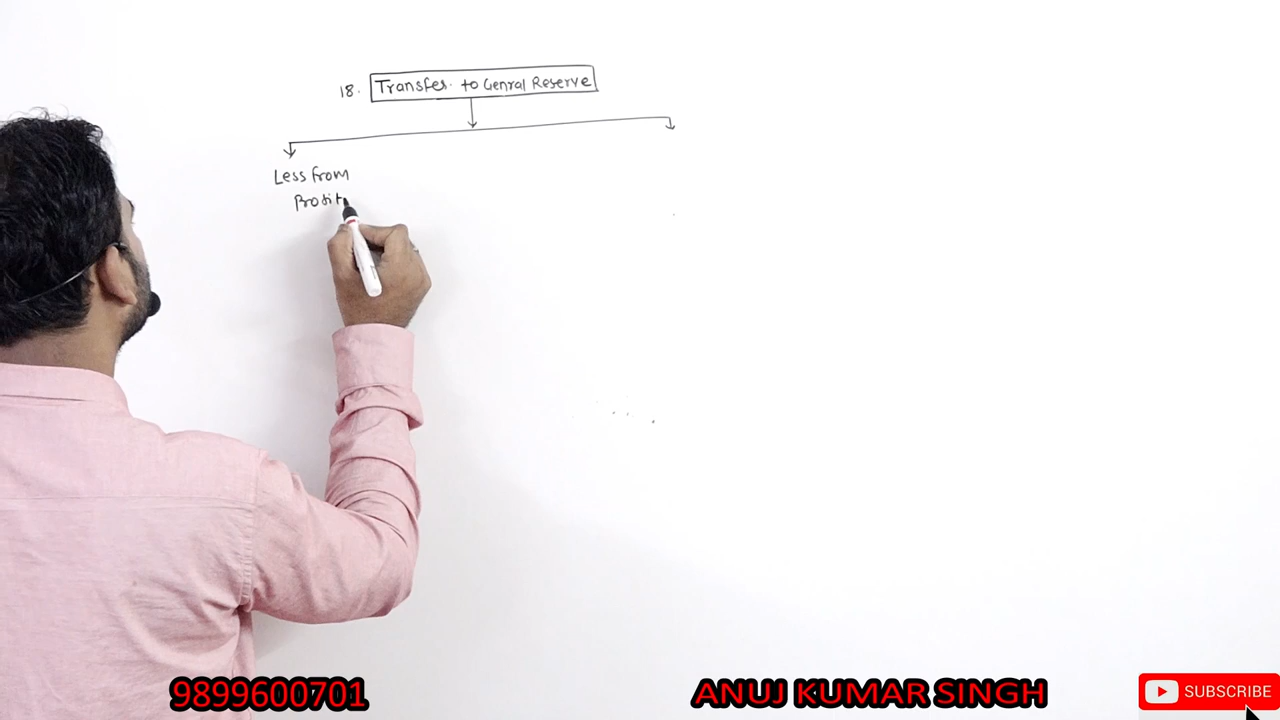 18. Transfer to Genral Reserve
Less from
Profit
9899600701
ANUJ KUMAR SINGH
SUBSCRIBE